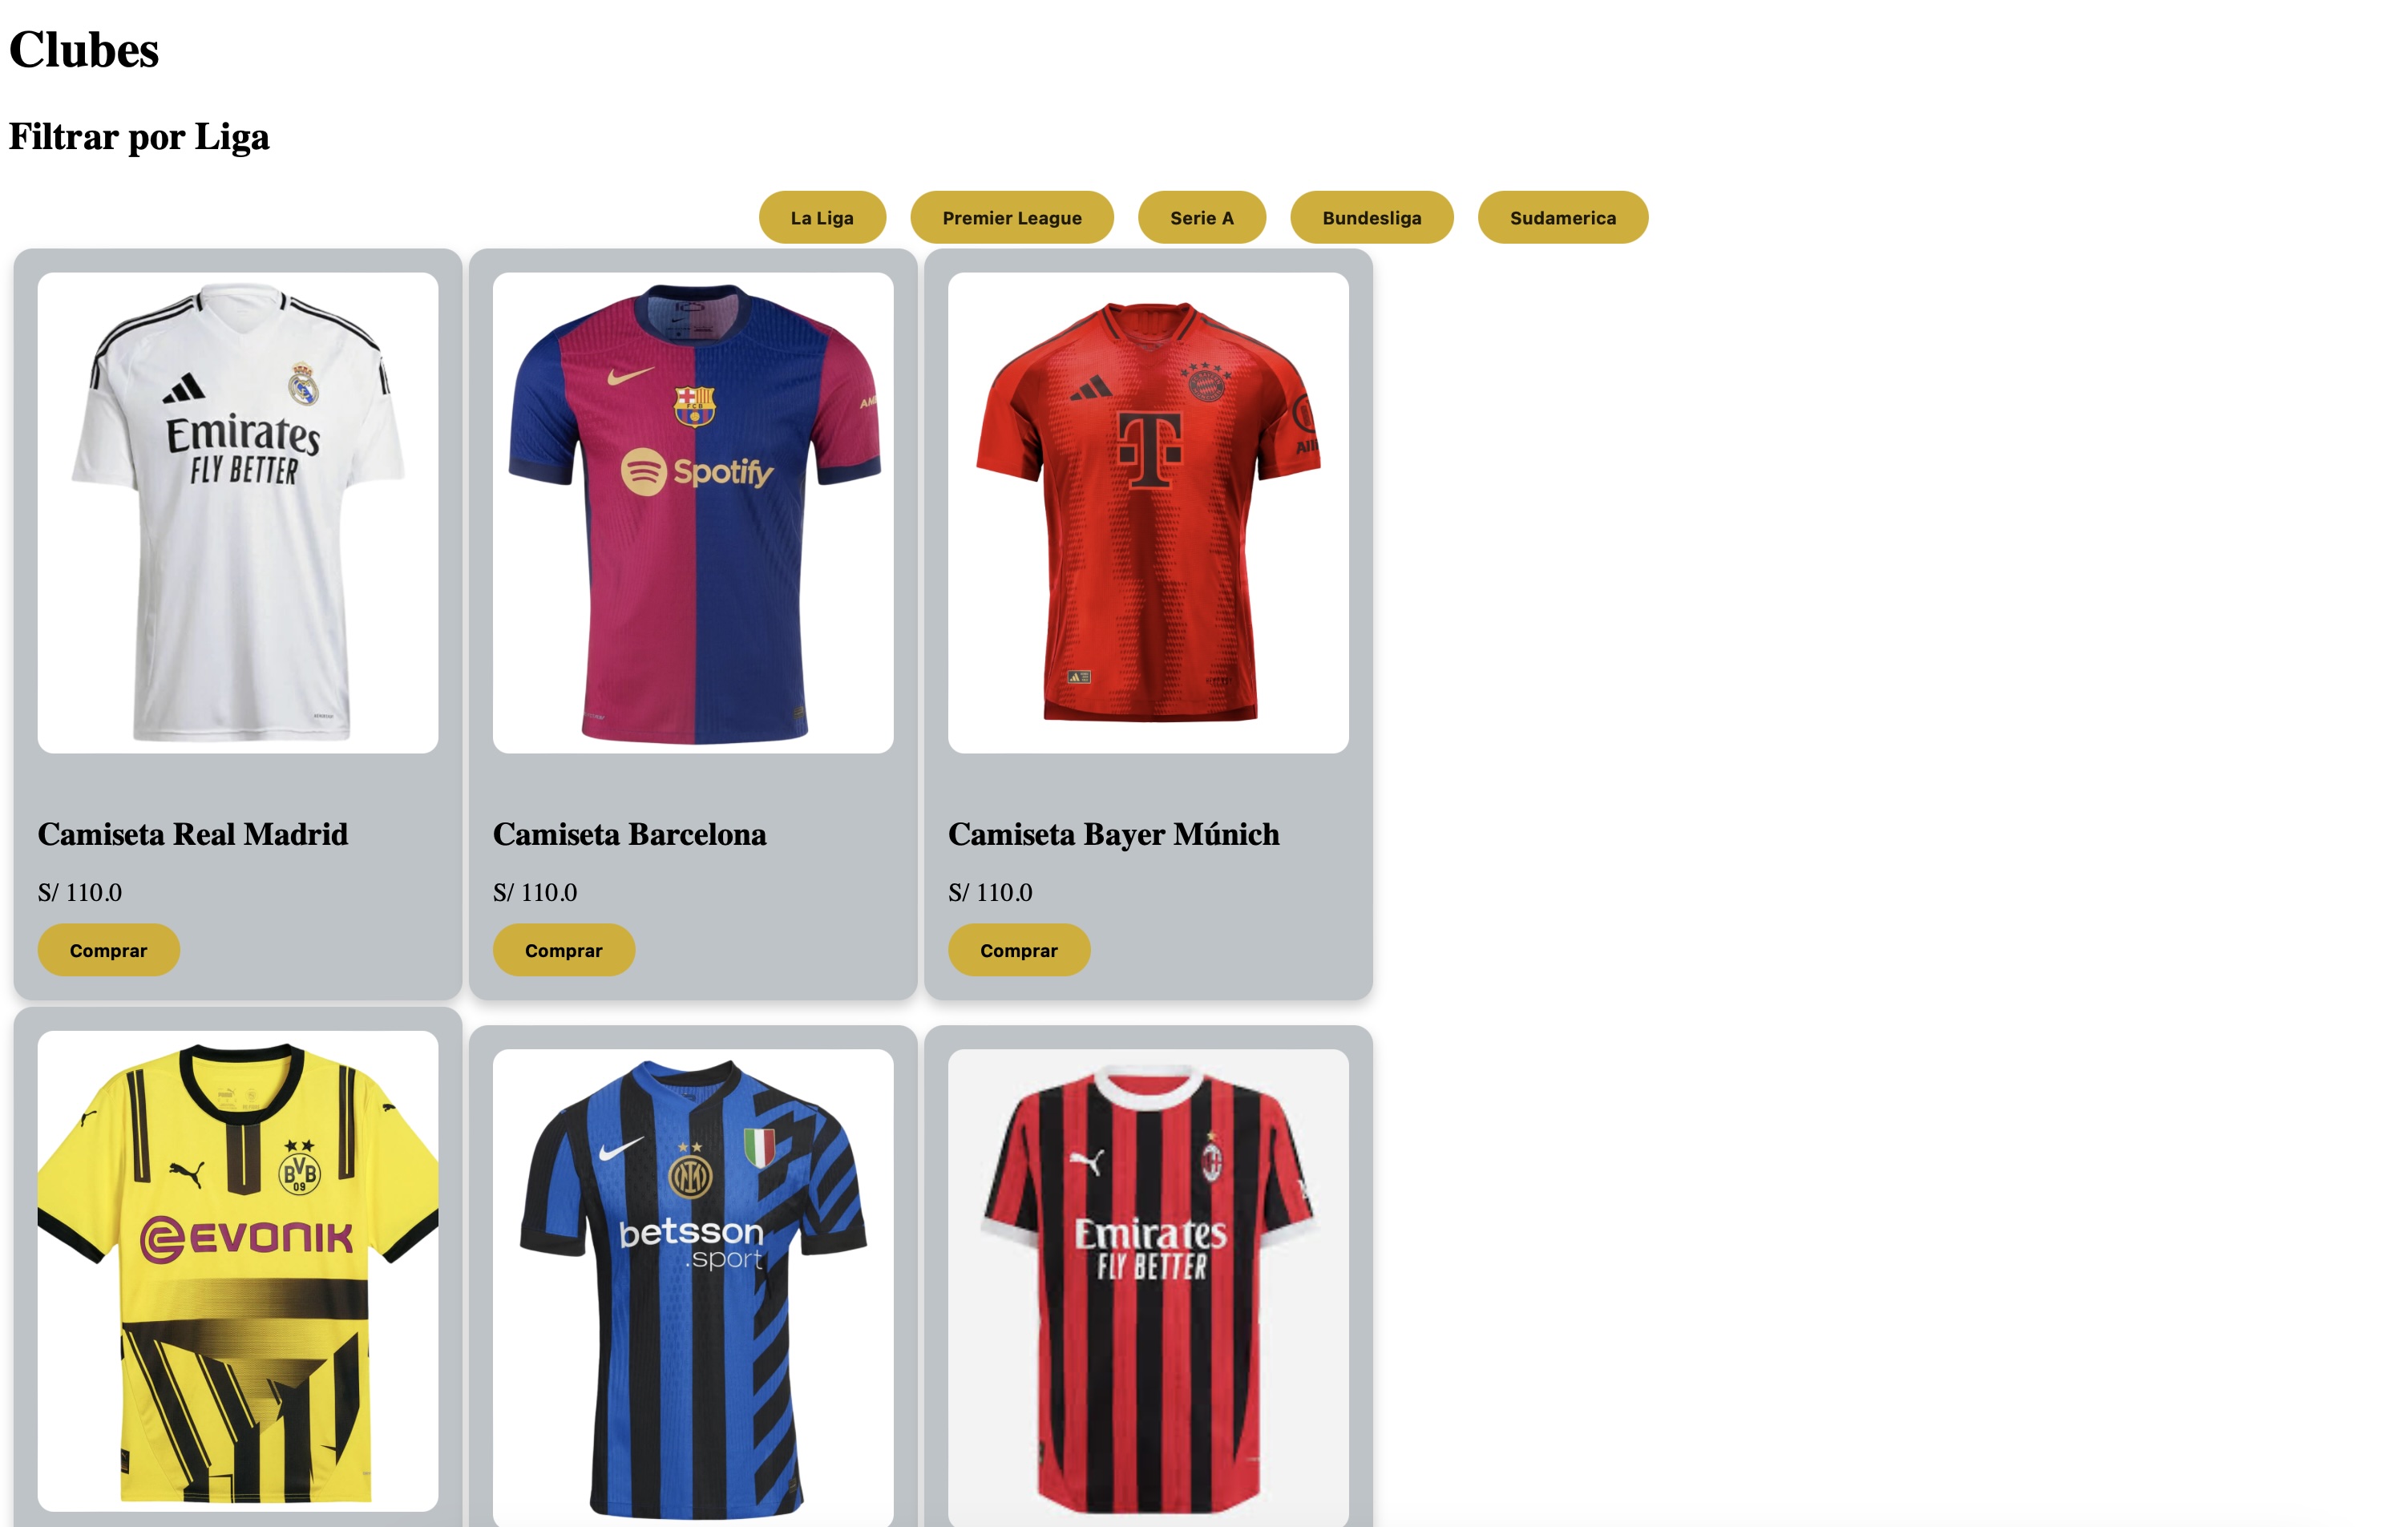 Clubes
Filtrar por Liga
La Liga
Premier League
Serie A
Bundesliga
Sudamerica
Emirates
FLY BETTER
FCB
Spotify
T
Camiseta Real Madrid
S/ 110.0
Comprar
Camiseta Barcelona
S/ 110.0
Comprar
Camiseta Bayer Múnich
S/ 110.0
Comprar
BVB
09
EVONIK
betsson
.sport
Emirates
FLY BETTER